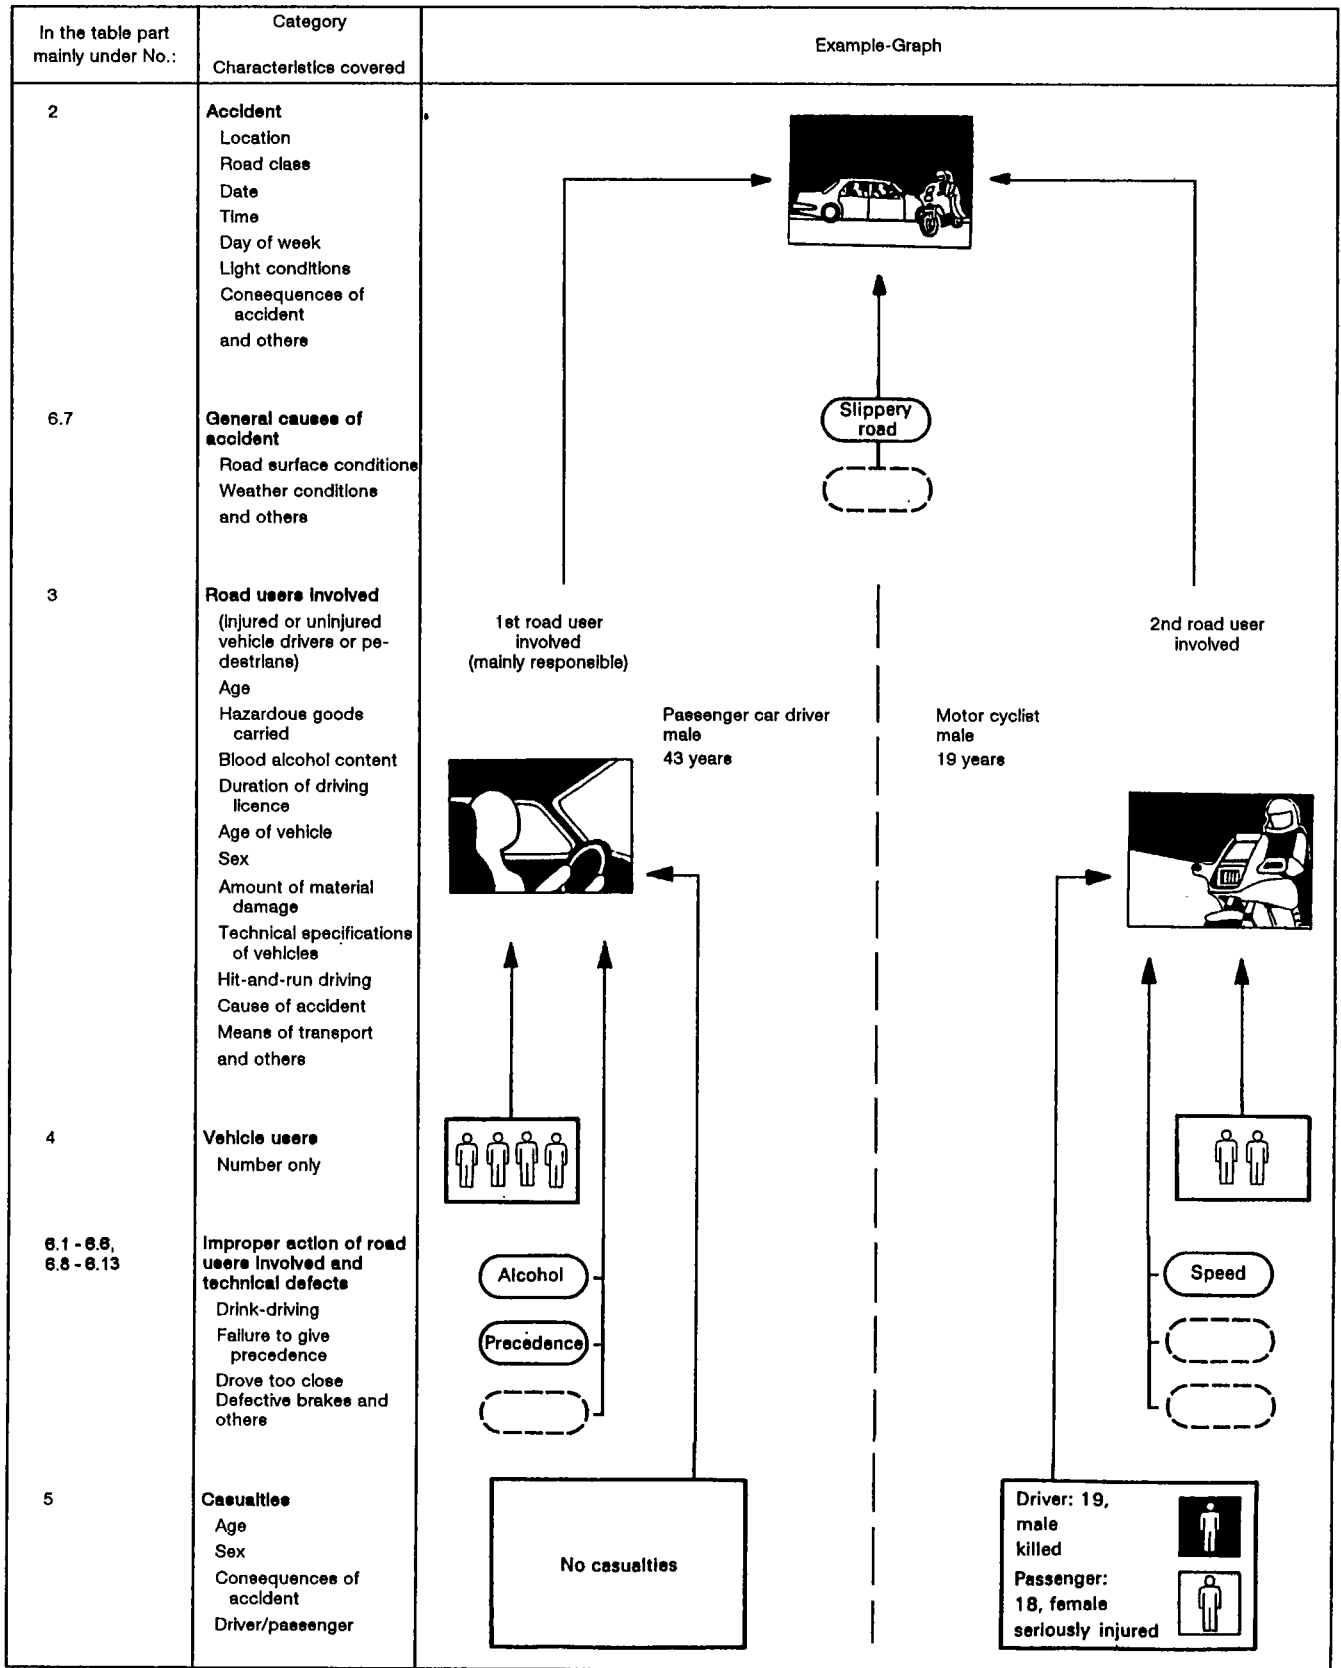 In the table part
mainly under No.:
Category
Characteristics covered
Example-Graph
2
Accident
Location
Road class
Date
Time
Day of week
Light conditions
Consequences of
accident
and others
6.7
General causes of
accident
Road surface conditions
Weather conditions
and others
Slippery
road
3
Road users involved
(injured or uninjured
vehicle drivers or pe-
destrians)
Age
Hazardous goods
carried
Blood alcohol content
Duration of driving
licence
Age of vehicle
Sex
Amount of material
damage
Technical specifications
of vehicles
Hit-and-run driving
Cause of accident
Means of transport
and others
1st road user
involved
(mainly responsible)
2nd road user
involved
Passenger car driver
male
43 years
Motor cyclist
male
19 years
4
Vehicle users
Number only
6.1 - 6.6,
6.8 - 6.13
Improper action of road
users involved and
technical defects
Drink-driving
Failure to give
precedence
Drove too close
Defective brakes and
others
Alcohol
Precedence
Speed
5
Casualties
Age
Sex
Consequences of
accident
Driver/passenger
No casualties
Driver: 19,
male
killed
Passenger:
18, female
seriously injured